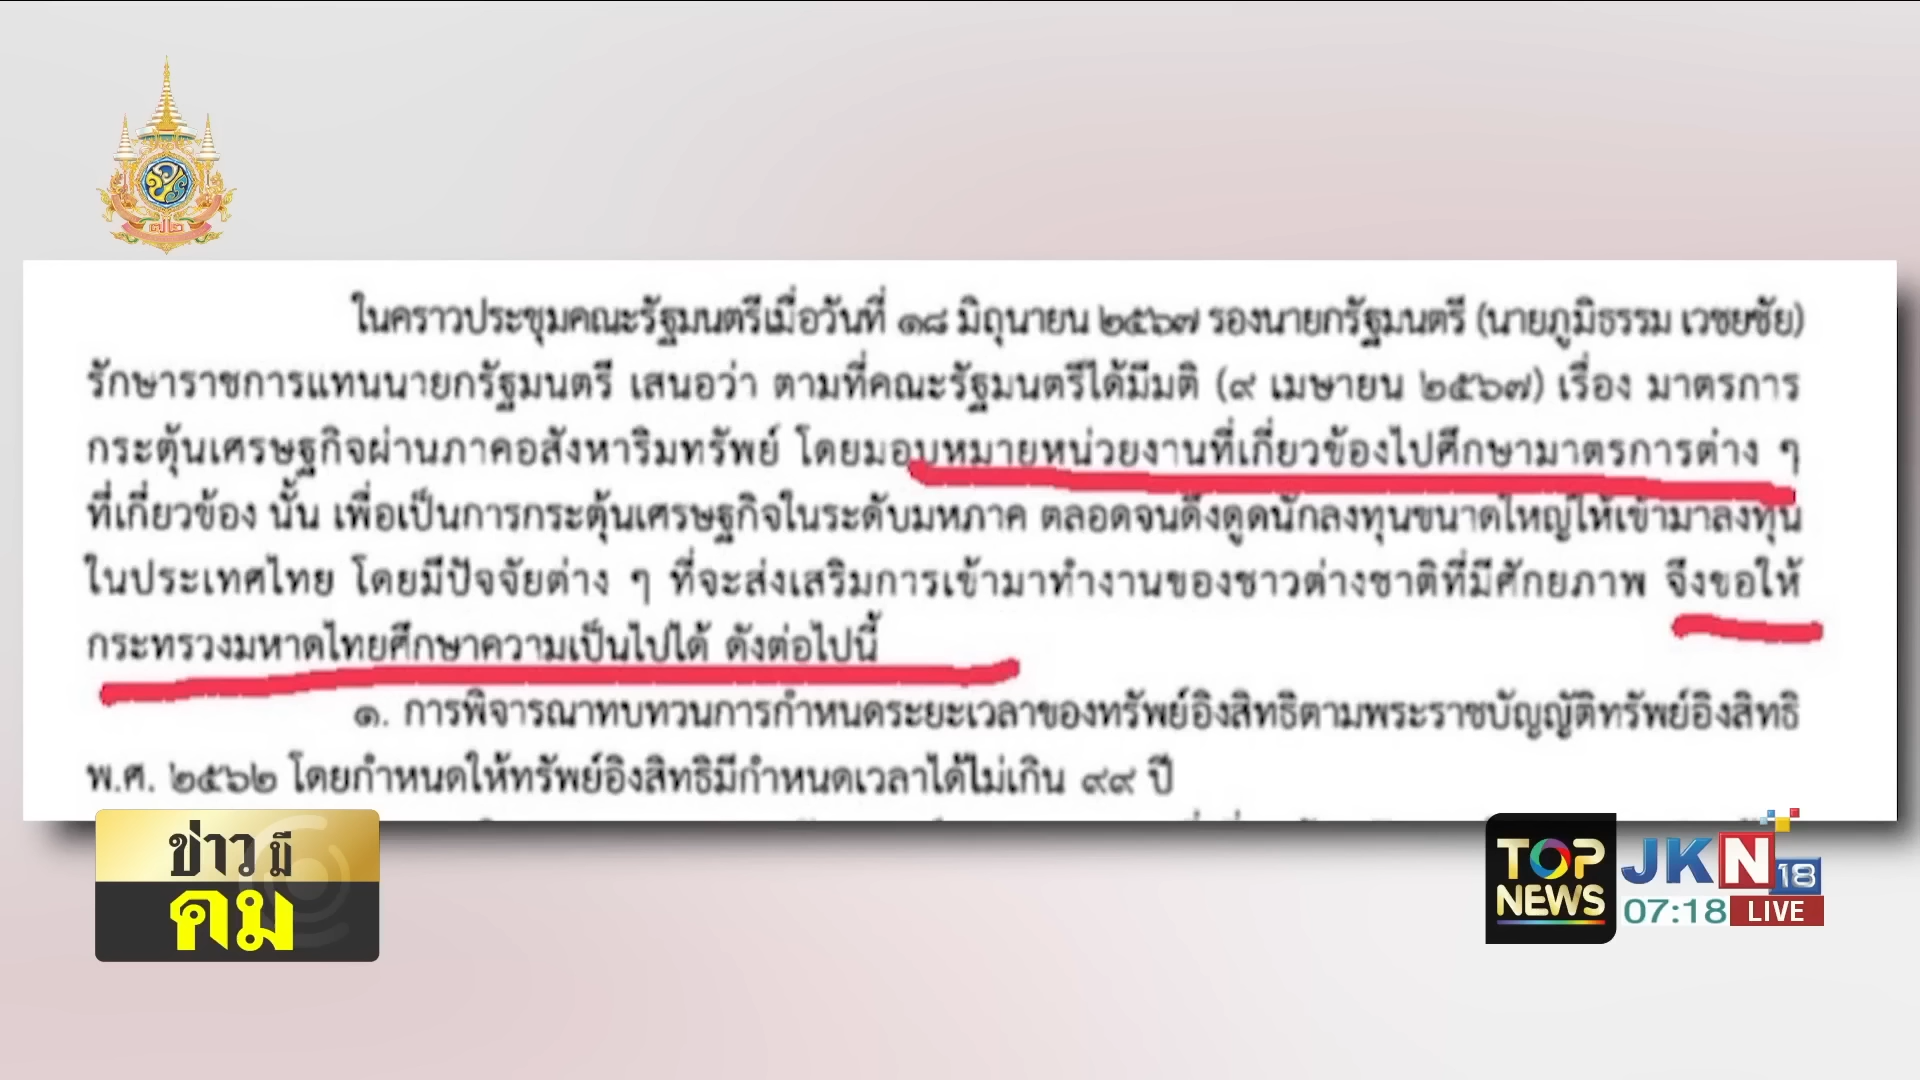 ในคราวประชุมคณะรัฐมนตรีเมื่อวันที่ ๑๘ มิถุนายน ๒๕๖๗ รองนายกรัฐมนตรี (นายภูมิธรรม เวชยชัย)
รักษาราชการแทนนายกรัฐมนตรี เสนอว่า ตามที่คณะรัฐมนตรีได้มีมติ (๙ เมษายน ๒๕๖๗) เรื่อง มาตรการ
กระตุ้นเศรษฐกิจผ่านภาคอสังหาริมทรัพย์ โดยมอบหมายหน่วยงานที่เกี่ยวข้องไปศึกษามาตรการต่าง ๆ
ที่เกี่ยวข้อง นั้น เพื่อเป็นการกระตุ้นเศรษฐกิจในระดับมหภาค ตลอดจนดึงดูดนักลงทุนขนาดใหญ่ให้เข้ามาลงทุน
ในประเทศไทย โดยมีปัจจัยต่าง ๆ ที่จะส่งเสริมการเข้ามาทำงานของชาวต่างชาติที่มีศักยภาพ จึงขอให้
กระทรวงมหาดไทยศึกษาความเป็นไปได้ ดังต่อไปนี้
๑. การพิจารณาทบทวนการกำหนดระยะเวลาของทรัพย์อิงสิทธิตามพระราชบัญญัติทรัพย์อิงสิทธิ
พ.ศ. ๒๕๖๒ โดยกำหนดให้ทรัพย์อิงสิทธิมีกำหนดเวลาได้ไม่เกิน ๙๙ ปี
ข่าวมี
คม
TOP
NEWS
JKN18
07:18 LIVE